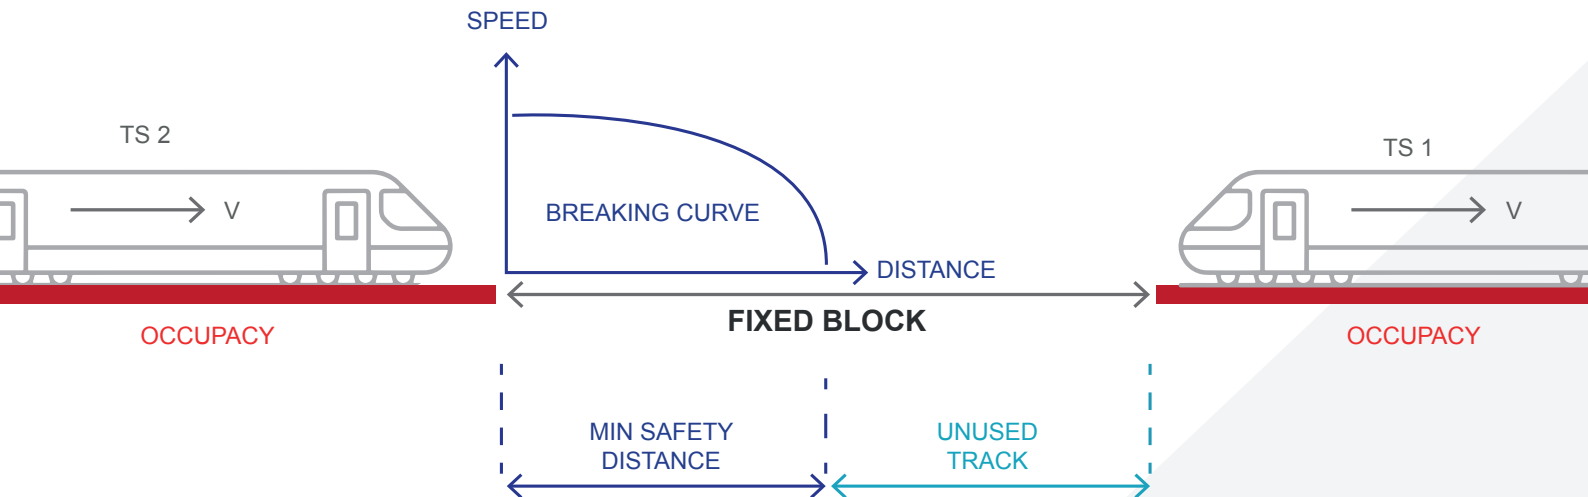 SPEED
TS 2
TS 1
V
BREAKING CURVE
V
DISTANCE
FIXED BLOCK
OCCUPACY
OCCUPACY
MIN SAFETY
DISTANCE
UNUSED
TRACK